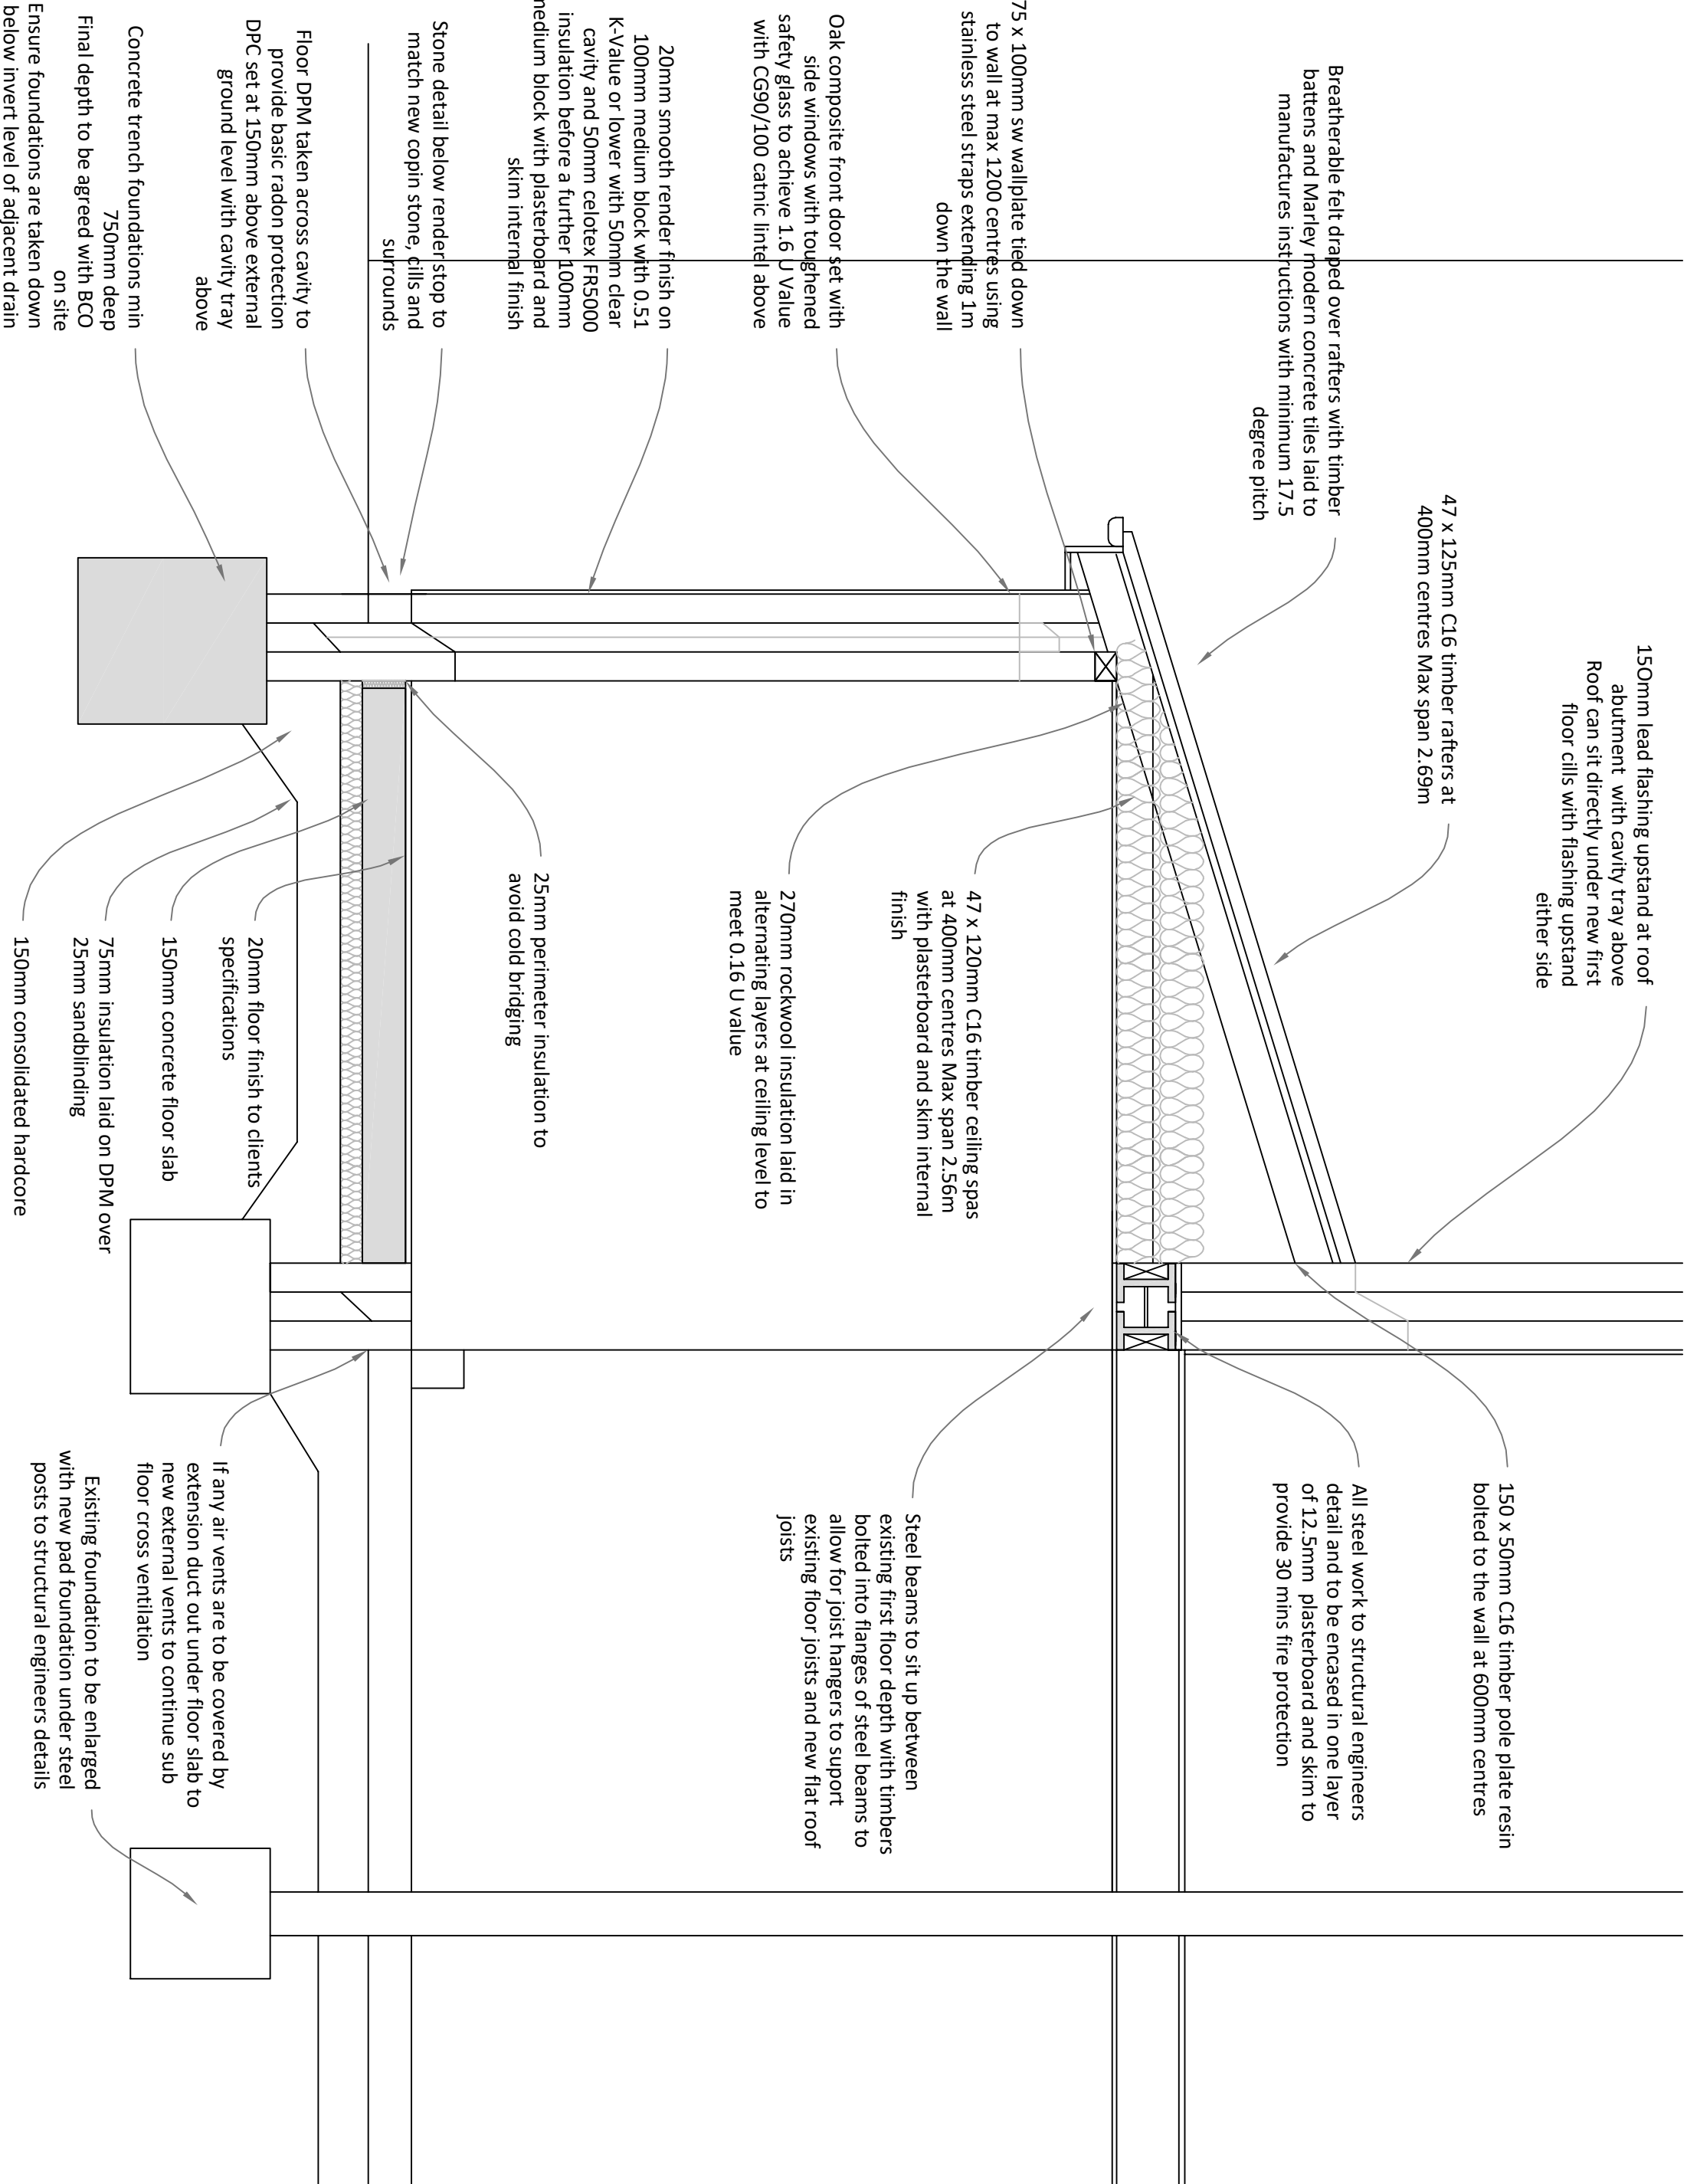 150mm lead flashing upstand at roof
abutment with cavity tray above
Roof can sit directly under new first
floor cills with flashing upstand
either side
47 x 125mm C16 timber rafters at
400mm centres Max span 2.69m
Breatherable felt draped over rafters with timber
battens and Marley modern concrete tiles laid to
manufactures instructions with minimum 17.5
degree pitch
75 x 100mm sw wallplate tied down
to wall at max 1200 centres using
stainless steel straps extending 1m
down the wall
Oak composite front door set with
side windows with toughened
safety glass to achieve 1.6 U Value
with CG90/100 catnic lintel above
20mm smooth render finish on
100mm medium block with 0.51
K-Value or lower with 50mm clear
cavity and 50mm celotex FR5000
insulation before a further 100mm
medium block with plasterboard and
skim internal finish
Stone detail below render stop to
match new copin stone, cills and
surrounds
Floor DPM taken across cavity to
provide basic radon protection
DPC set at 150mm above external
ground level with cavity tray
above
Concrete trench foundations min
750mm deep
Final depth to be agreed with BCO
on site
Ensure foundations are taken down
below invert level of adjacent drain
47 x 120mm C16 timber ceiling spas
at 400mm centres Max span 2.56m
with plasterboard and skim internal
finish
270mm rockwool insulation laid in
alternating layers at ceiling level to
meet 0.16 U value
25mm perimeter insulation to
avoid cold bridging
20mm floor finish to clients
specifications
150mm concrete floor slab
75mm insulation laid on DPM over
25mm sandblinding
150mm consolidated hardcore
150 x 50mm C16 timber pole plate resin
bolted to the wall at 600mm centres
All steel work to structural engineers
detail and to be encased in one layer
of 12.5mm plasterboard and skim to
provide 30 mins fire protection
Steel beams to sit up between
existing first floor depth with timbers
bolted into flanges of steel beams to
allow for joist hangers to suport
existing floor joists and new flat roof
joists
If any air vents are to be covered by
extension duct out under floor slab to
new external vents to continue sub
floor cross ventilation
Existing foundation to be enlarged
with new pad foundation under steel
posts to structural engineers details